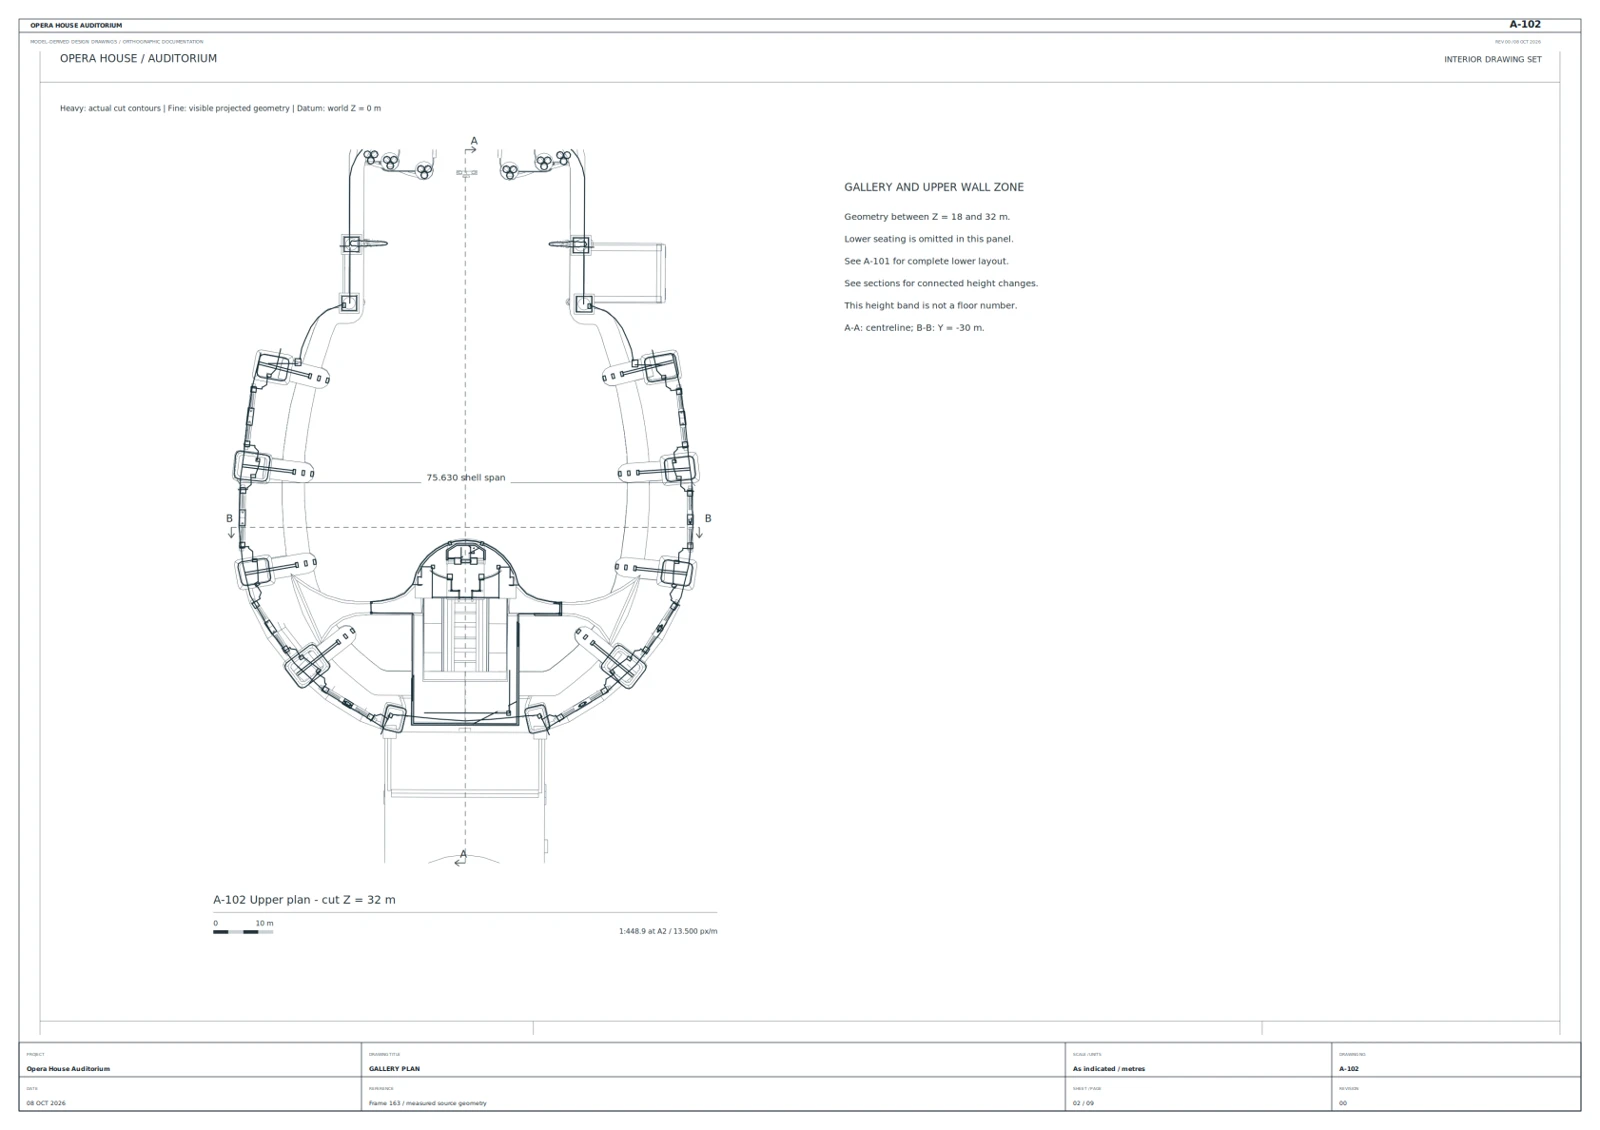 OPERA HOUSE AUDITORIUM
A-102
MODEL-DERIVED DESIGN DRAWINGS / ORTHOGRAPHIC DOCUMENTATION
REV 00 / 08 OCT 2026
OPERA HOUSE / AUDITORIUM
INTERIOR DRAWING SET
Heavy: actual cut contours | Fine: visible projected geometry | Datum: world Z = 0 m
A
GALLERY AND UPPER WALL ZONE
Geometry between Z = 18 and 32 m.
Lower seating is omitted in this panel.
See A-101 for complete lower layout.
See sections for connected height changes.
This height band is not a floor number.
A-A: centreline; B-B: Y = -30 m.
75.630 shell span
B
B
A
A-102 Upper plan - cut Z = 32 m
0
10 m
1:448.9 at A2 / 13.500 px/m
PROJECT
DRAWING TITLE
SCALE / UNITS
DRAWING
Opera House Auditorium
GALLERY PLAN
As indicated / metres
A-102
DATE
REFERENCE
SHEET / PAGE
REVISION
08 OCT 2026
Frame 163 / measured source geometry
02 / 09
00